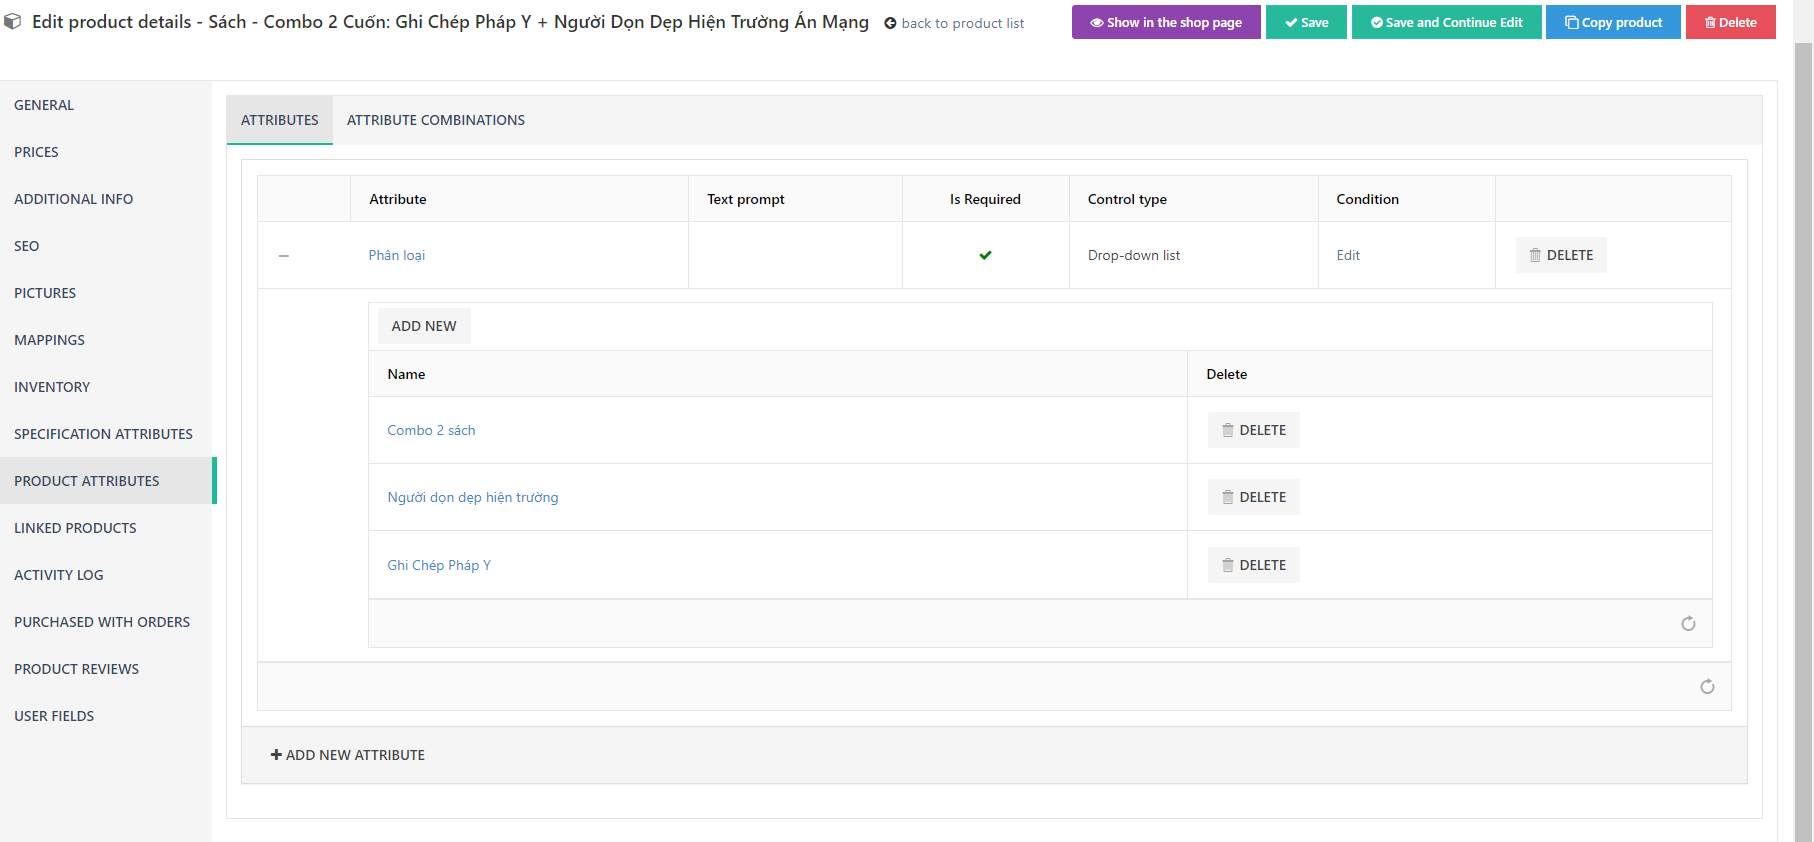 Edit product details - Sách - Combo 2 Cuốn: Ghi Chép Pháp Y + Người Dọn Dẹp Hiện Trường Án Mạng back to product list
Show in the shop page
Save
Save and Continue Edit
Copy product
Delete
GENERAL
PRICES
ADDITIONAL INFO
SEO
PICTURES
MAPPINGS
INVENTORY
SPECIFICATION ATTRIBUTES
PRODUCT ATTRIBUTES
LINKED PRODUCTS
ACTIVITY LOG
PURCHASED WITH ORDERS
PRODUCT REVIEWS
USER FIELDS
ATTRIBUTES ATTRIBUTE COMBINATIONS
Attribute Text prompt Is Required Control type Condition
Phân loại Drop-down list Edit DELETE
ADD NEW
Name Delete
Combo 2 sách DELETE
Người dọn dẹp hiện trường DELETE
Ghi Chép Pháp Y DELETE
ADD NEW ATTRIBUTE